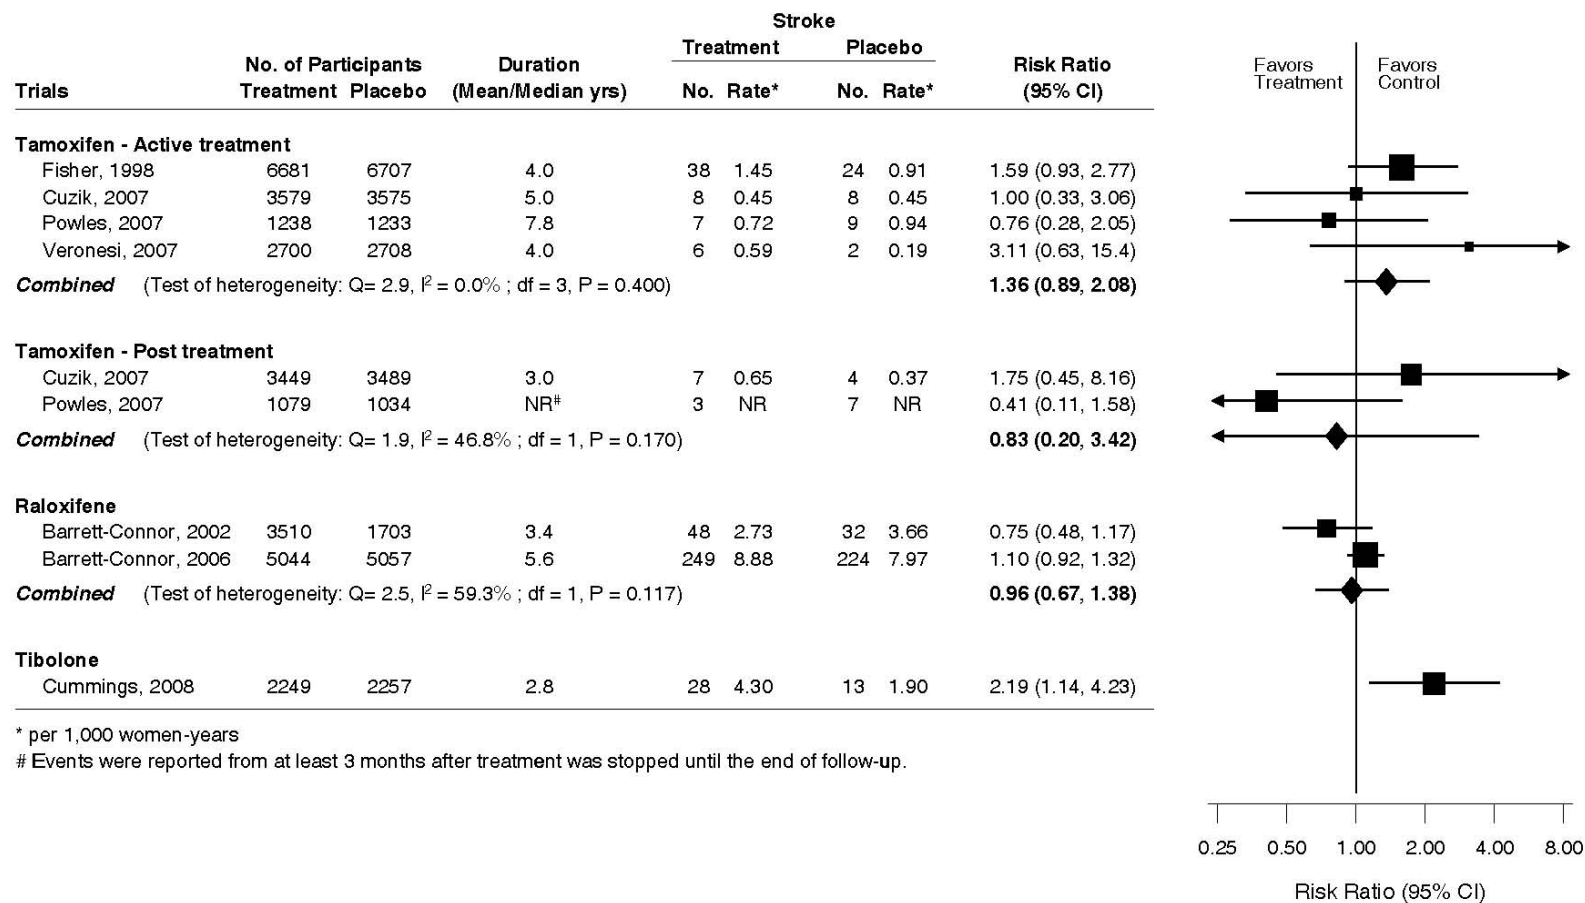 Stroke
Treatment Placebo
No. of Participants Duration Risk Ratio Favors Favors
Trials Treatment Placebo (Mean/Median yrs) No. Rate* No. Rate* (95% CI) Treatment Control
Tamoxifen - Active treatment
Fisher, 1998 6681 6707 4.0 38 1.45 24 0.91 1.59 (0.93, 2.77)
Cuzik, 2007 3579 3575 5.0 8 0.45 8 0.45 1.00 (0.33, 3.06)
Powles, 2007 1238 1233 7.8 7 0.72 9 0.94 0.76 (0.28, 2.05)
Veronesi, 2007 2700 2708 4.0 6 0.59 2 0.19 3.11 (0.63, 15.4)
Combined (Test of heterogeneity: Q= 2.9, I² = 0.0% ; df = 3, P = 0.400) 1.36 (0.89, 2.08)
Tamoxifen - Post treatment
Cuzik, 2007 3449 3489 3.0 7 0.65 4 0.37 1.75 (0.45, 8.16)
Powles, 2007 1079 1034 NR# 3 NR 7 NR 0.41 (0.11, 1.58)
Combined (Test of heterogeneity: Q= 1.9, I² = 46.8% ; df = 1, P = 0.170) 0.83 (0.20, 3.42)
Raloxifene
Barrett-Connor, 2002 3510 1703 3.4 48 2.73 32 3.66 0.75 (0.48, 1.17)
Barrett-Connor, 2006 5044 5057 5.6 249 8.88 224 7.97 1.10 (0.92, 1.32)
Combined (Test of heterogeneity: Q= 2.5, I² = 59.3% ; df = 1, P = 0.117) 0.96 (0.67, 1.38)
Tibolone
Cummings, 2008 2249 2257 2.8 28 4.30 13 1.90 2.19 (1.14, 4.23)
* per 1,000 women-years
# Events were reported from at least 3 months after treatment was stopped until the end of follow-up.
0.25 0.50 1.00 2.00 4.00 8.00
Risk Ratio (95% CI)